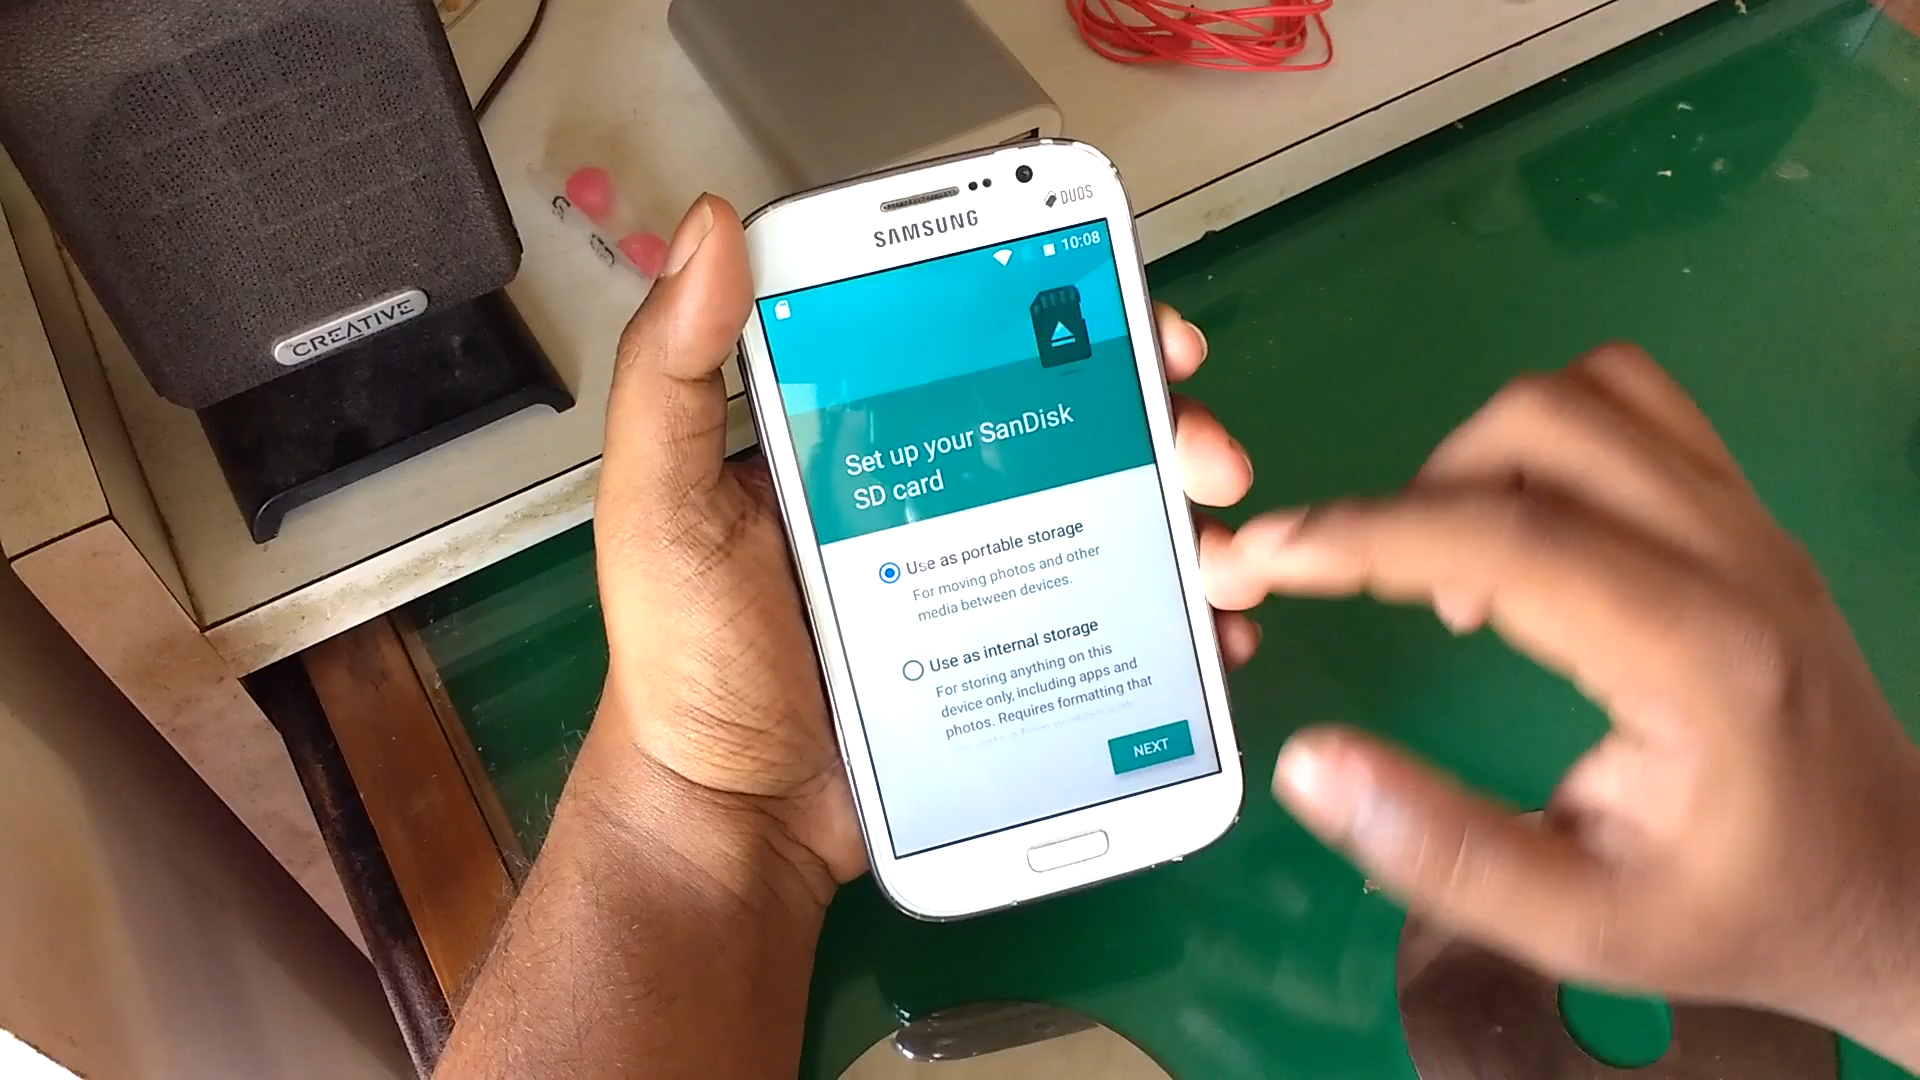 CREATIVE
SAMSUNG
DUOS
10:08
Set up your SanDisk
SD card
Use as portable storage
For moving photos and other
media between devices.
Use as internal storage
For storing anything on this
device only, including apps and
photos. Requires formatting that
NEXT